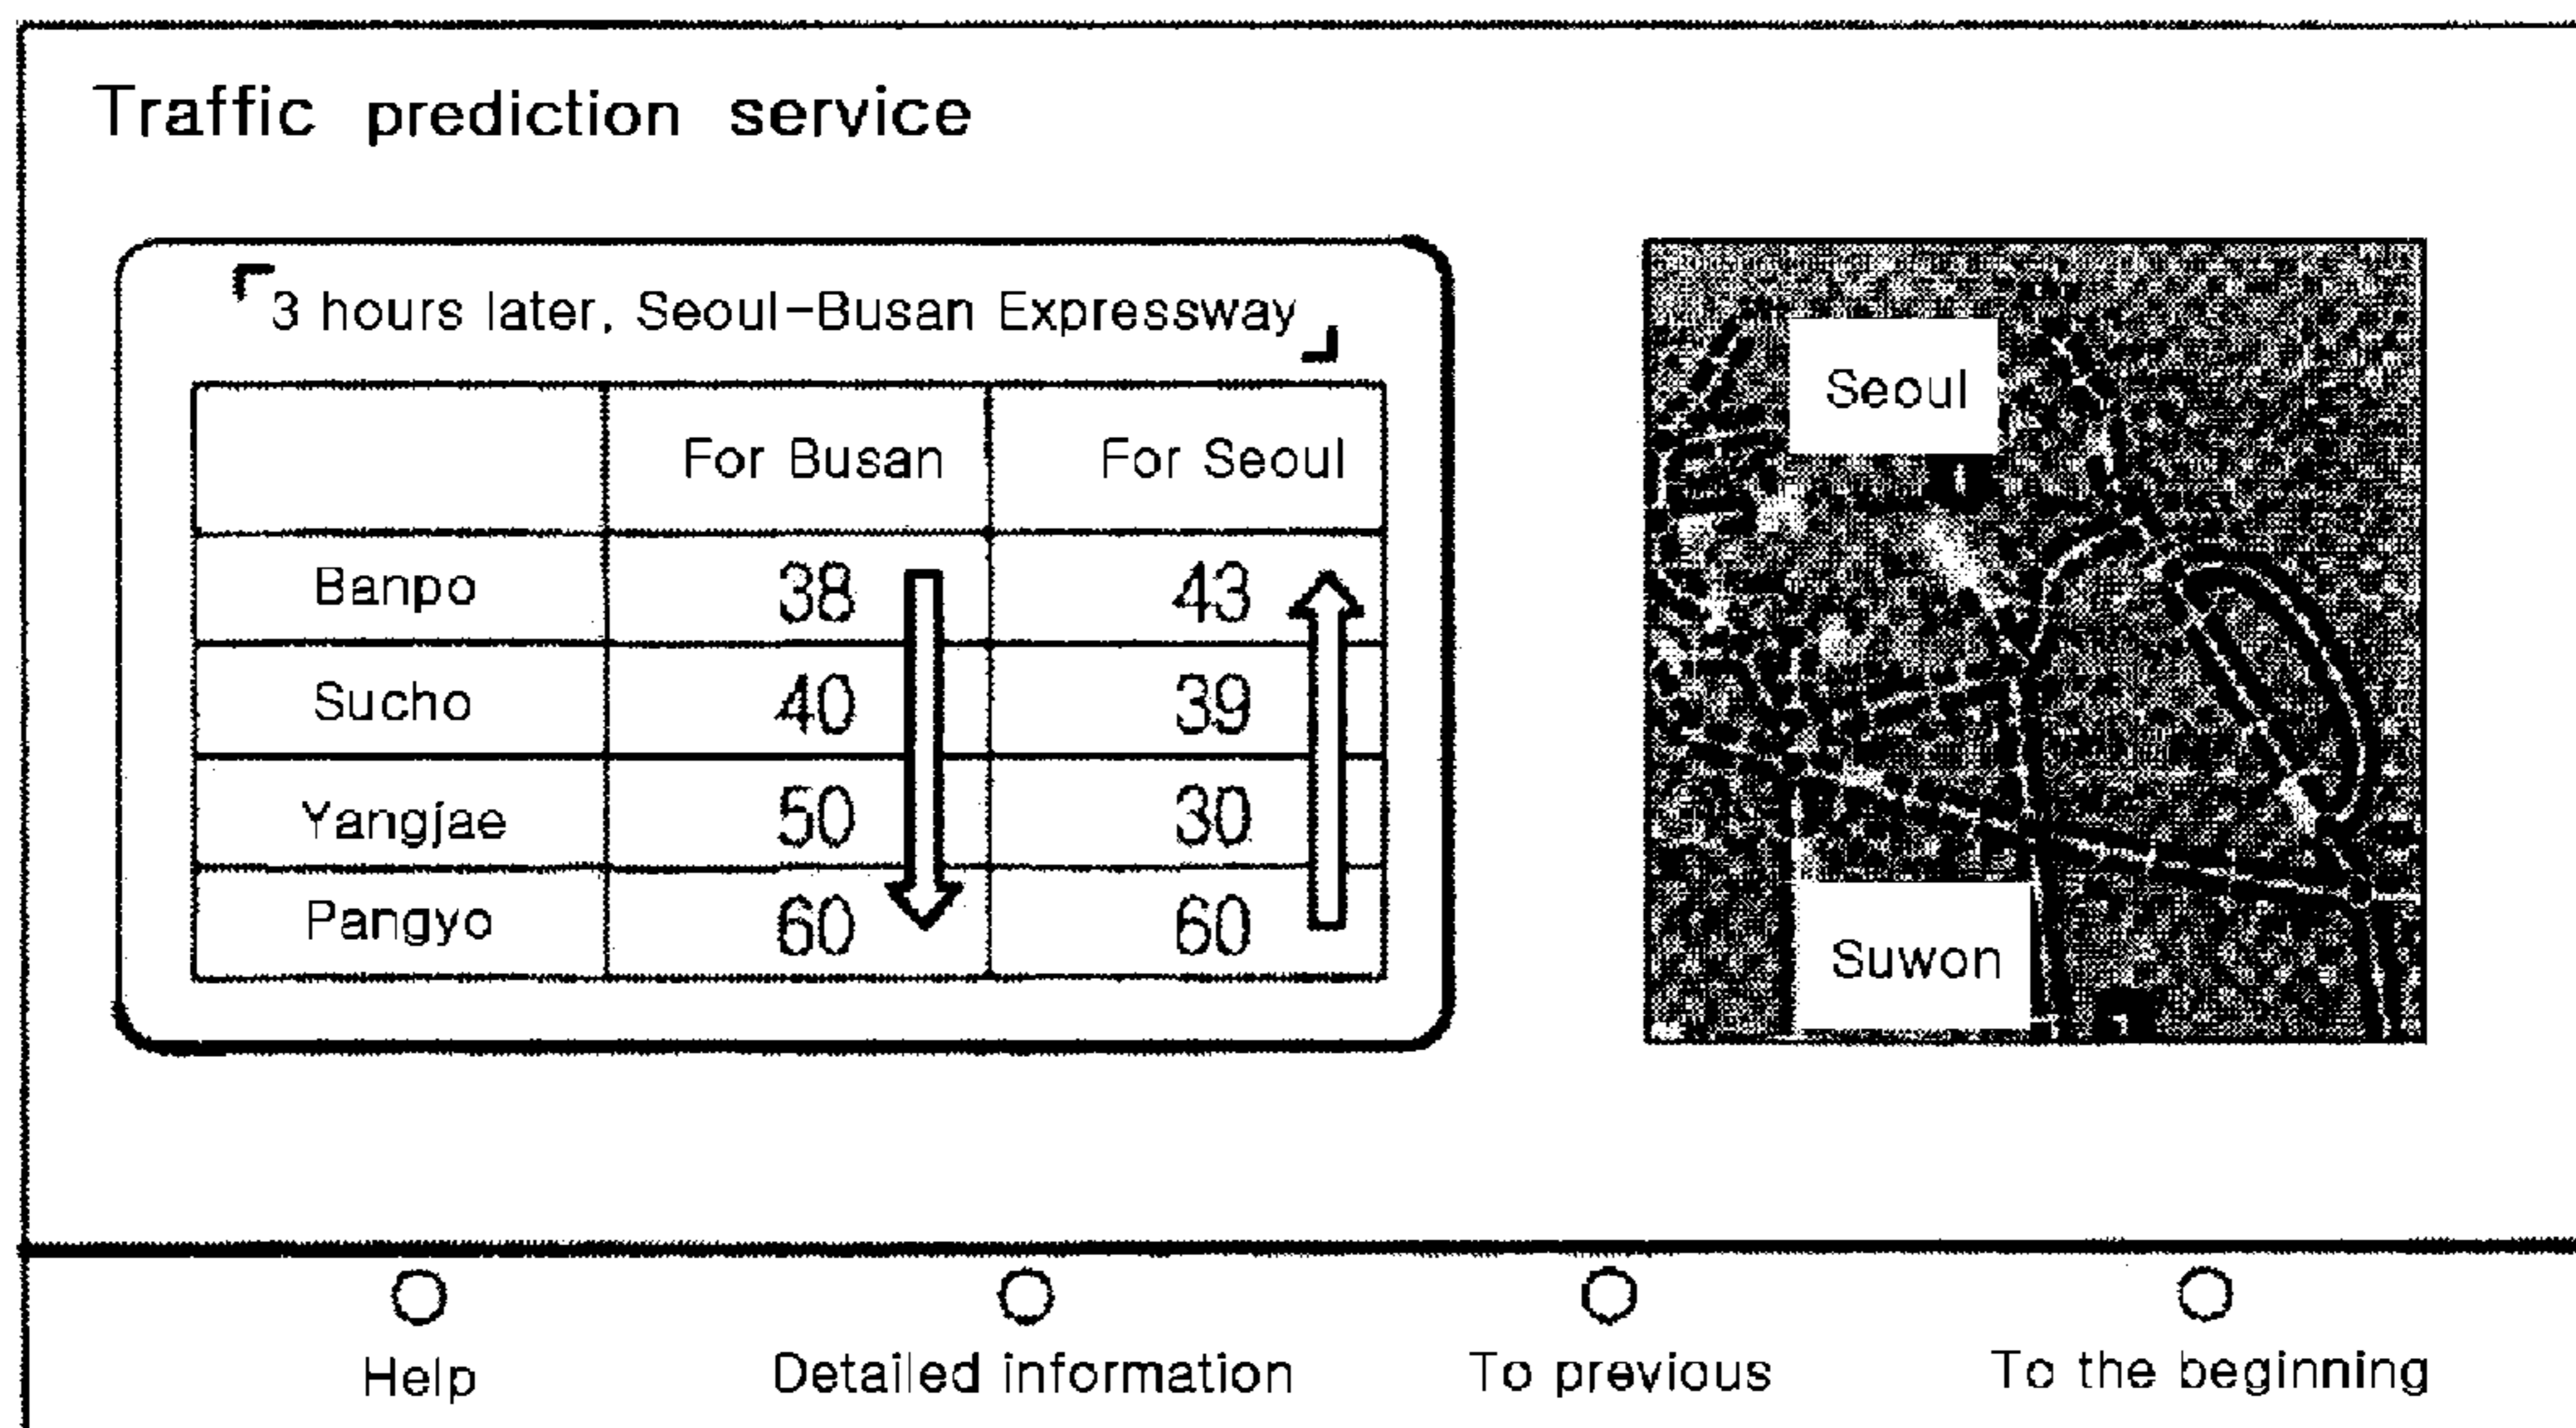 Traffic prediction service
「3 hours later, Seoul-Busan Expressway」
For Busan For Seoul
Banpo 38 43
Sucho 40 39
Yangjae 50 30
Pangyo 60 60
Seoul
Suwon
Help Detailed information To previous To the beginning